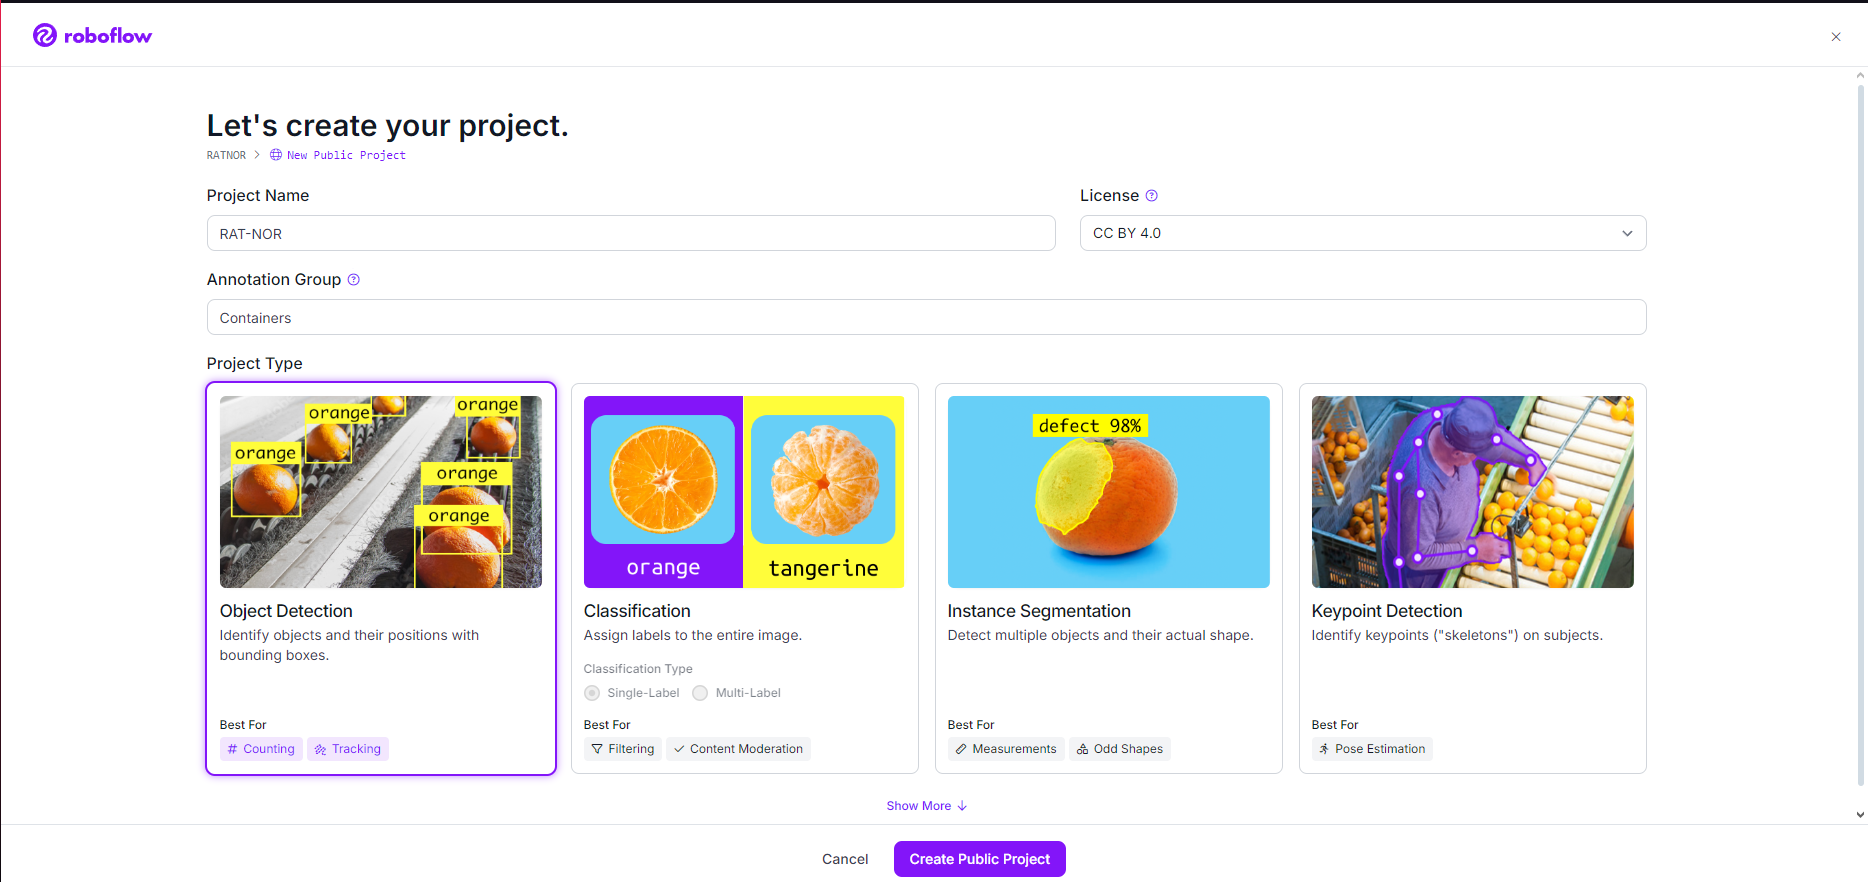 roboflow
Let's create your project.
RATNOR > New Public Project
Project Name
License
RAT-NOR
CC BY 4.0
Annotation Group
Containers
Project Type
orange
orange
orange
orange
orange
orange
tangerine
defect 98%
Object Detection
Identify objects and their positions with
bounding boxes.
Best For
# Counting
Tracking
Classification
Assign labels to the entire image.
Classification Type
Single-Label
Multi-Label
Best For
Filtering
Content Moderation
Instance Segmentation
Detect multiple objects and their actual shape.
Best For
Measurements
Odd Shapes
Keypoint Detection
Identify keypoints ("skeletons") on subjects.
Best For
Pose Estimation
Show More ↓
Cancel
Create Public Project